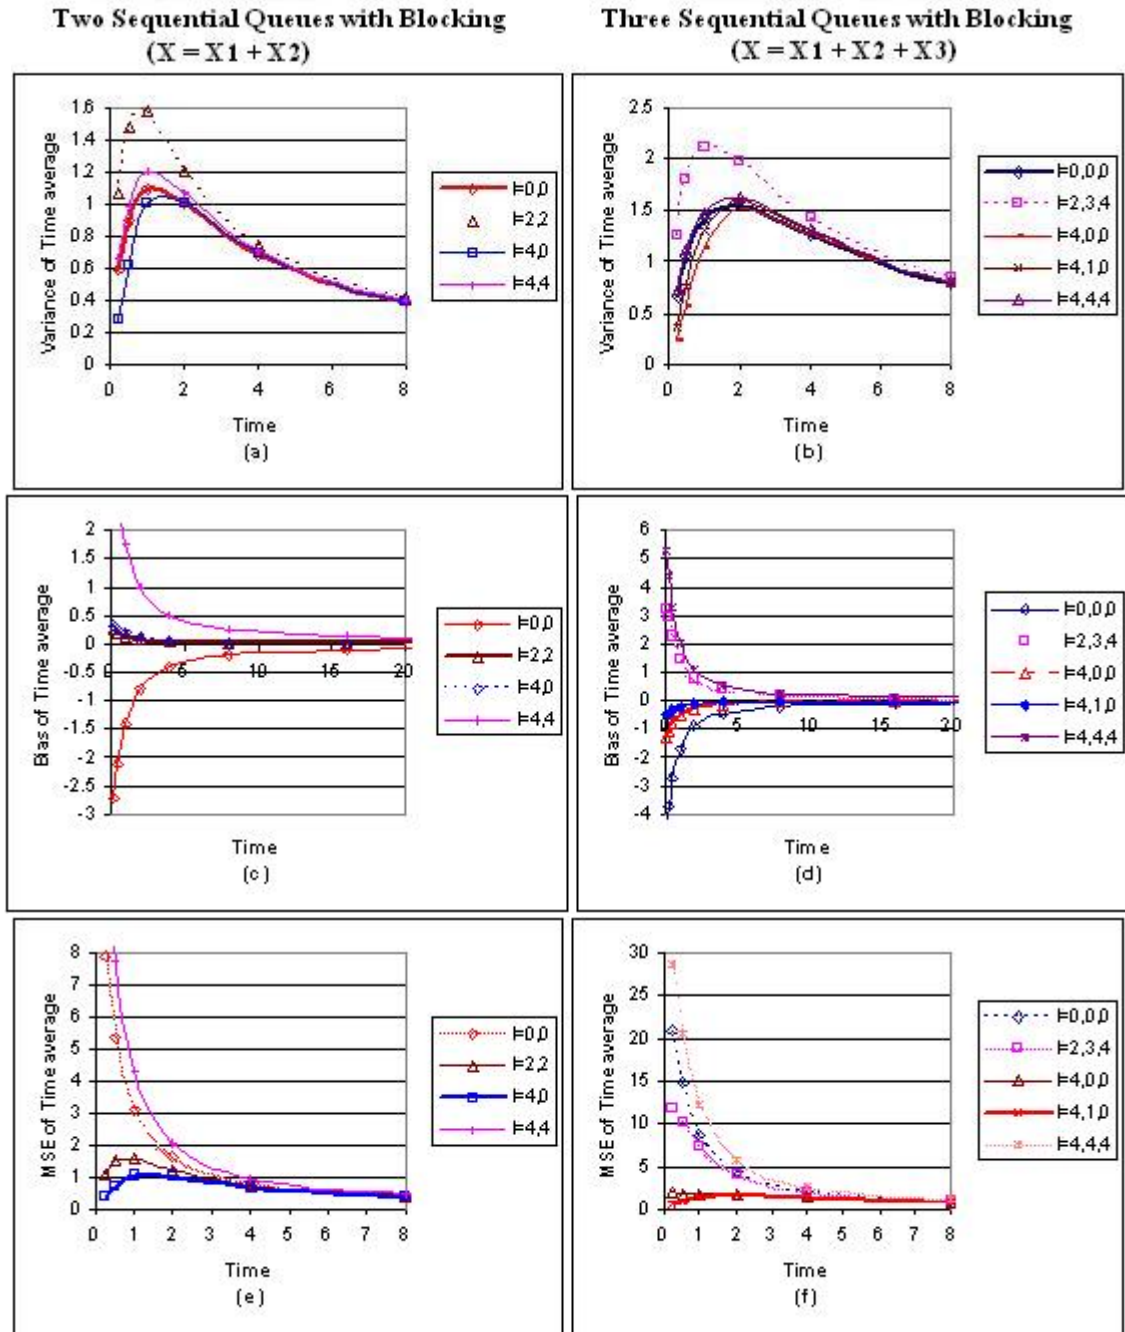 Two Sequential Queues with Blocking
(X = X1 + X2)
Three Sequential Queues with Blocking
(X = X1 + X2 + X3)
Variance of Time average
1.6
1.4
1.2
1
0.8
0.6
0.4
0.2
0
0 2 4 6 8
Time
(a)
I=0,0
I=2,2
I=4,0
I=4,4
Variance of Time average
2.5
2
1.5
1
0.5
0
0 2 4 6 8
Time
(b)
I=0,0,0
I=2,3,4
I=4,0,0
I=4,1,0
I=4,4,4
Bias of Time average
2
1.5
1
0.5
0
-0.5
-1
-1.5
-2
-2.5
-3
0 5 10 15 20
Time
(c)
I=0,0
I=2,2
I=4,0
I=4,4
Bias of Time average
6
5
4
3
2
1
0
-1
-2
-3
-4
0 5 10 15 20
Time
(d)
I=0,0,0
I=2,3,4
I=4,0,0
I=4,1,0
I=4,4,4
MSE of Time average
8
7
6
5
4
3
2
1
0
0 1 2 3 4 5 6 7 8
Time
(e)
I=0,0
I=2,2
I=4,0
I=4,4
MSE of Time average
30
25
20
15
10
5
0
0 1 2 3 4 5 6 7 8
Time
(f)
I=0,0,0
I=2,3,4
I=4,0,0
I=4,1,0
I=4,4,4